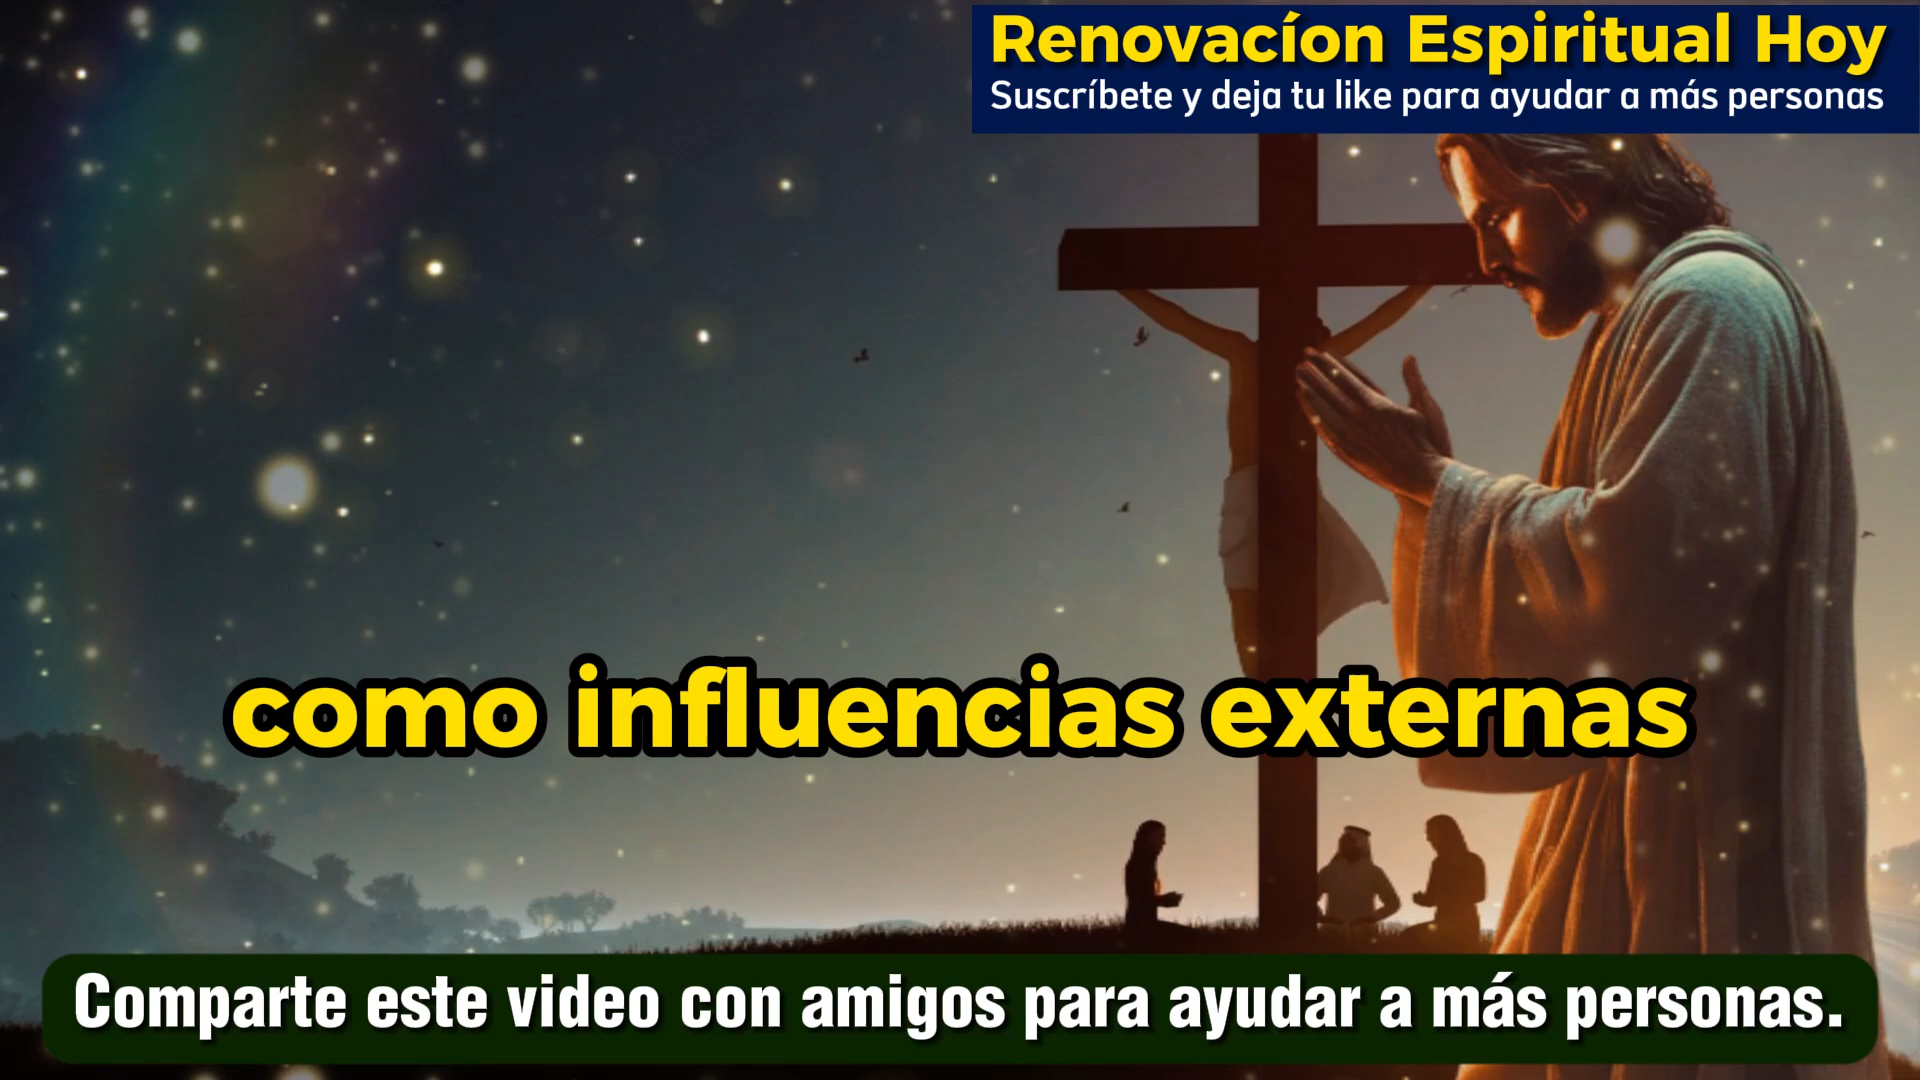 Renovacíon Espiritual Hoy
Suscríbete y deja tu like para ayudar a más personas
como influencias externas
Comparte este video con amigos para ayudar a más personas.